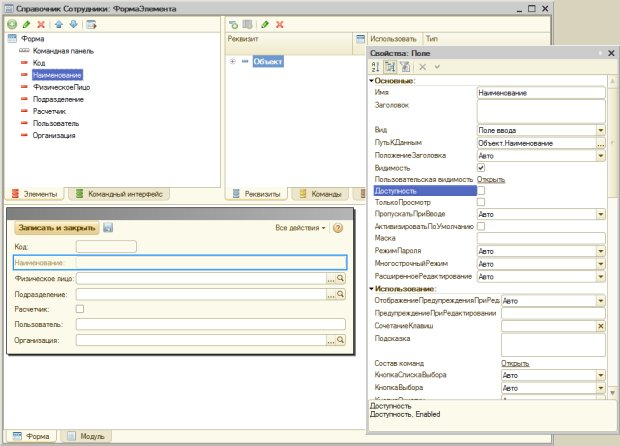 Справочник Сотрудники: ФормаЭлемента
Форма
Командная панель
Код
Наименование
ФизическоеЛицо
Подразделение
Расчетчик
Пользователь
Организация
Элементы
Командный интерфейс
Реквизит
Использовать
Тип
Объект
Реквизиты
Команды
Записать и закрыть
Все действия
Код:
Наименование:
Физическое лицо:
Подразделение:
Расчетчик:
Пользователь:
Организация:
Форма
Модуль
Свойства: Поле
Основные:
Имя Наименование
Заголовок
Вид Поле ввода
ПутьКДанным Объект.Наименование
ПоложениеЗаголовка Авто
Видимость
Пользовательская видимость Открыть
Доступность
ТолькоПросмотр
ПропускатьПриВводе Авто
АктивизироватьПоУмолчанию
Маска
РежимПароля Авто
МногострочныйРежим Авто
РасширенноеРедактирование Авто
Использование:
ОтображениеПредупрежденияПриРеда Авто
ПредупреждениеПриРедактировании
СочетаниеКлавиш
Подсказка
Состав команд Открыть
КнопкаСпискаВыбора Авто
КнопкаВыбора Авто
Авто
Доступность
Доступность, Enabled